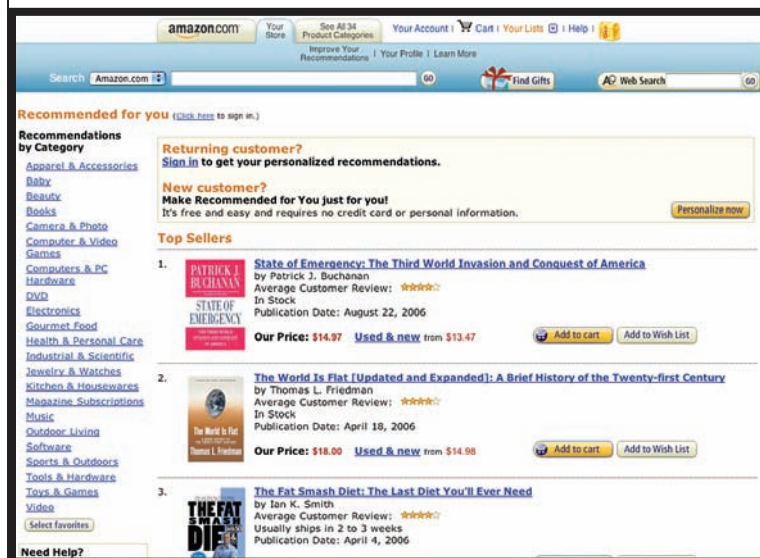 amazon.com
Your Store
See All 34 Product Categories
Your Account | Cart | Your Lists | Help |
Improve Your Recommendations | Your Profile | Learn More
Search Amazon.com GO Find Gifts A9 Web Search GO
Recommended for you (Click here to sign in.)
Recommendations
by Category
Apparel & Accessories
Baby
Beauty
Books
Camera & Photo
Computer & Video
Games
Computers & PC
Hardware
DVD
Electronics
Gourmet Food
Health & Personal Care
Industrial & Scientific
Jewelry & Watches
Kitchen & Housewares
Magazine Subscriptions
Music
Outdoor Living
Software
Sports & Outdoors
Tools & Hardware
Toys & Games
Video
Select favorites
Need Help?
Returning customer?
Sign in to get your personalized recommendations.
New customer?
Make Recommended for You just for you!
It's free and easy and requires no credit card or personal information.
Personalize now
Top Sellers
1.
PATRICK J.
BUCHANAN
STATE OF
EMERGENCY
State of Emergency: The Third World Invasion and Conquest of America
by Patrick J. Buchanan
Average Customer Review:
In Stock
Publication Date: August 22, 2006
Our Price: $14.97 Used & new from $13.47 Add to cart Add to Wish List
2.
The World Is Flat
Thomas L. Friedman
The World Is Flat [Updated and Expanded]: A Brief History of the Twenty-first Century
by Thomas L. Friedman
Average Customer Review:
In Stock
Publication Date: April 18, 2006
Our Price: $18.00 Used & new from $14.98 Add to cart Add to Wish List
3.
THE FAT
SMASH
DIET
The Fat Smash Diet: The Last Diet You'll Ever Need
by Ian K. Smith
Average Customer Review:
Usually ships in 2 to 3 weeks
Publication Date: April 4, 2006